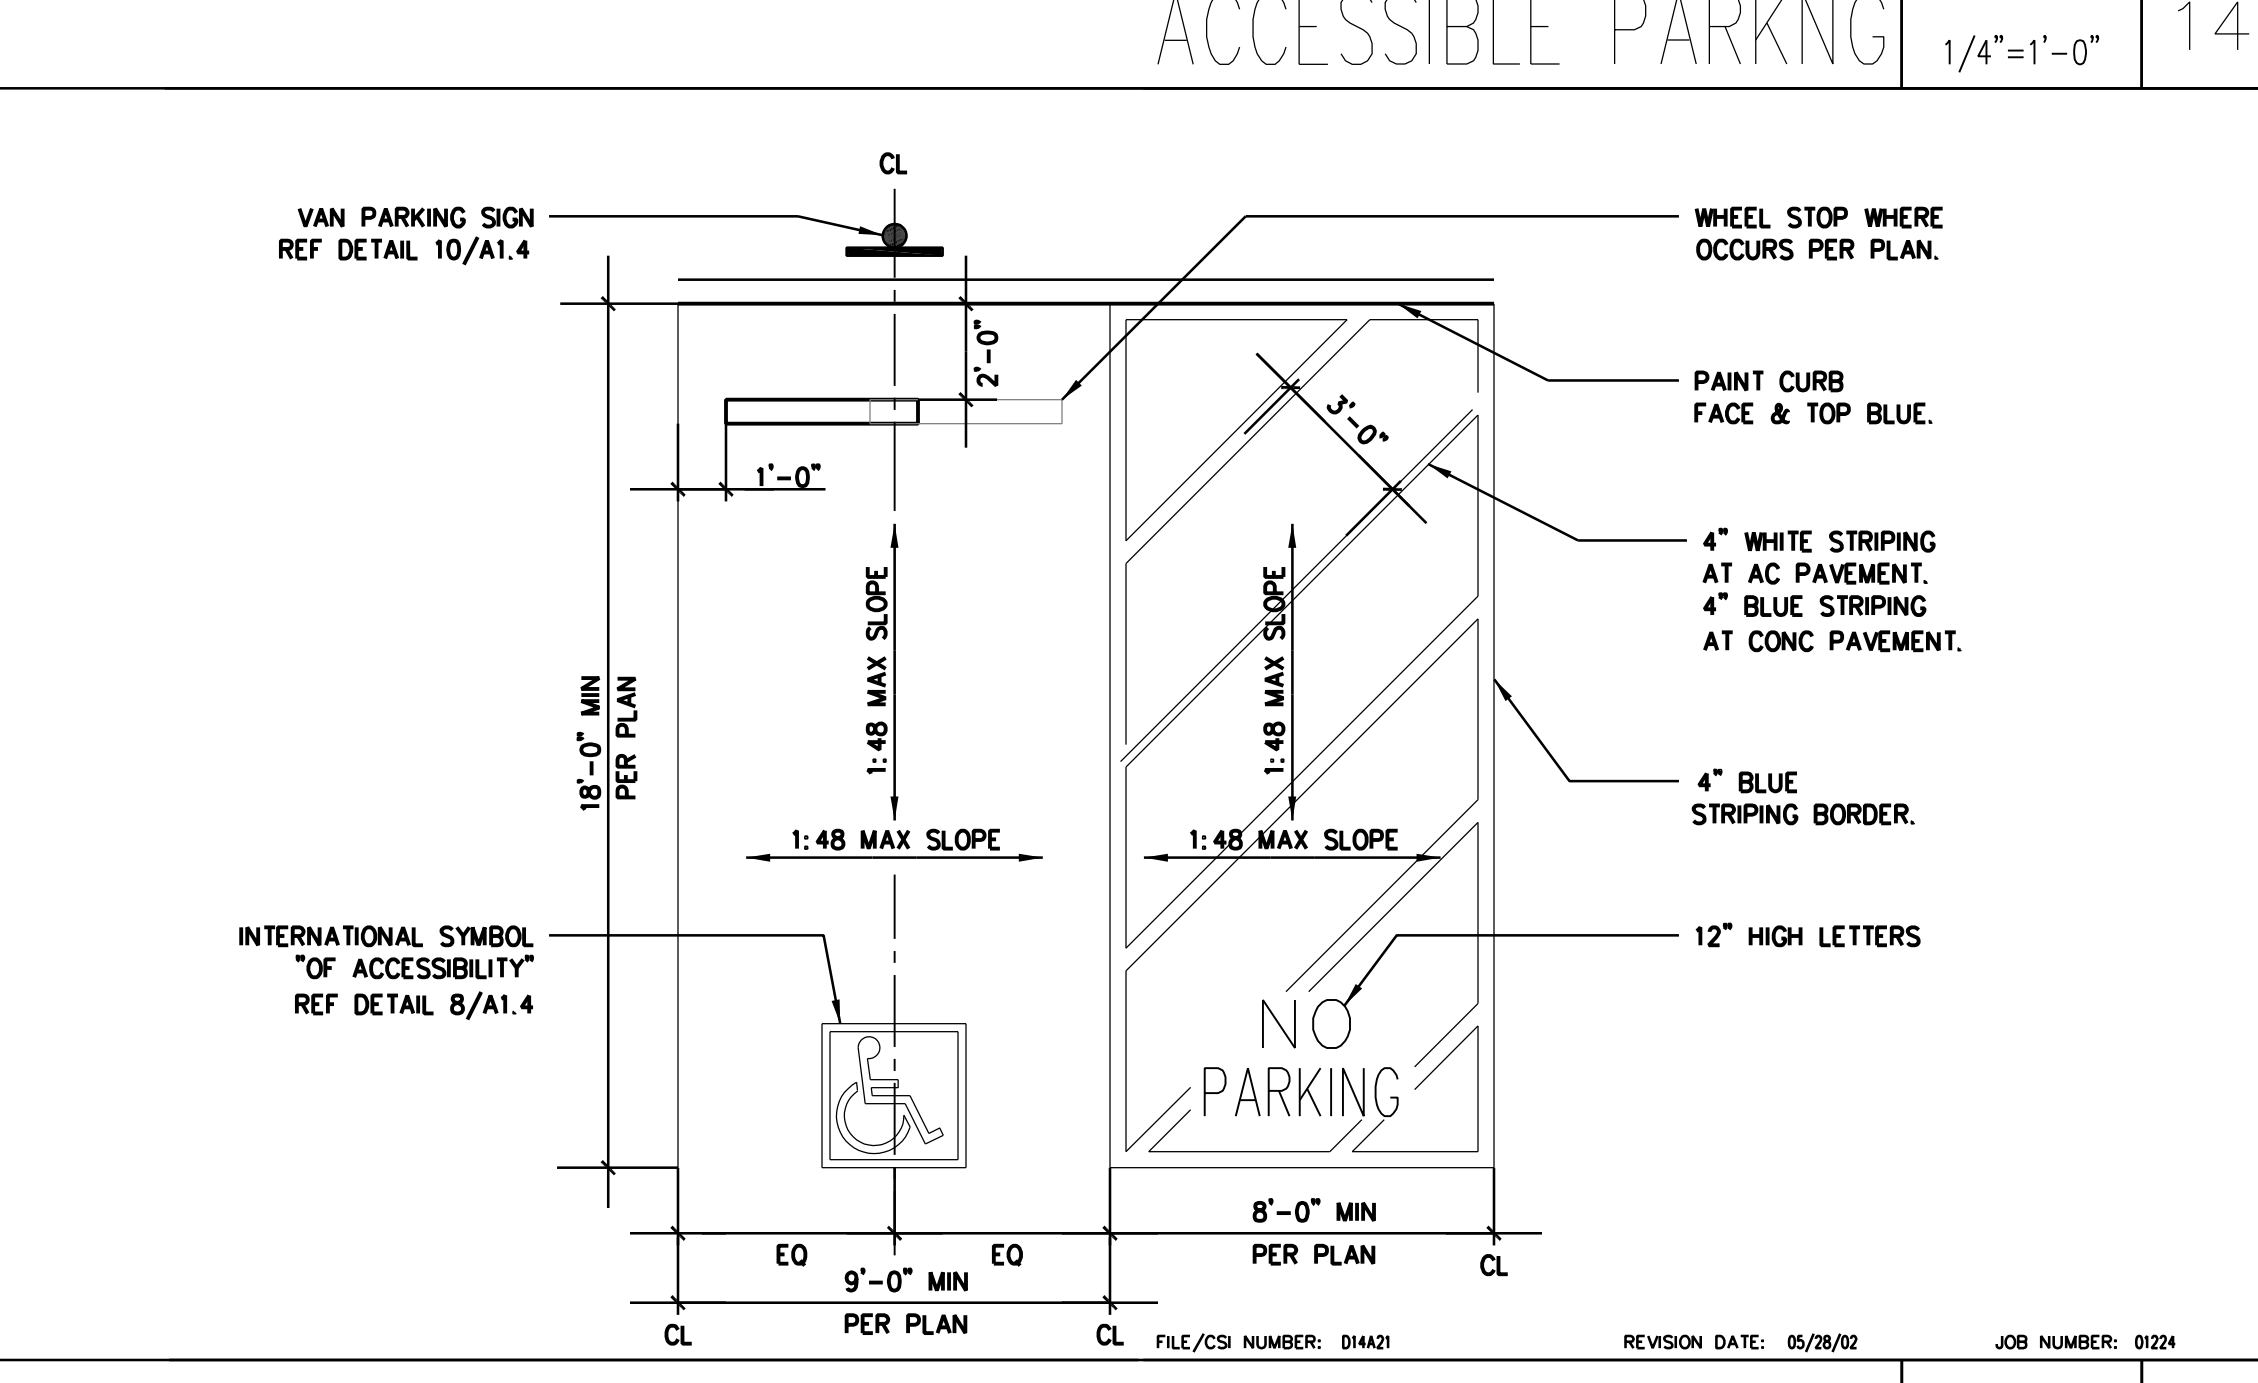 ACCESSIBLE PARKNG
1/4"=1'-0"
14
CL
VAN PARKING SIGN
REF DETAIL 10/A1.4
WHEEL STOP WHERE
OCCURS PER PLAN.
2'-0"
PAINT CURB
FACE & TOP BLUE.
3'-0"
1'-0"
4" WHITE STRIPING
AT AC PAVEMENT.
4" BLUE STRIPING
AT CONC PAVEMENT.
1:48 MAX SLOPE
1:48 MAX SLOPE
18'-0" MIN
PER PLAN
4" BLUE
STRIPING BORDER.
1:48 MAX SLOPE
1:48 MAX SLOPE
INTERNATIONAL SYMBOL
"OF ACCESSIBILITY"
REF DETAIL 8/A1.4
12" HIGH LETTERS
NO
PARKING
8'-0" MIN
PER PLAN
EQ
EQ
CL
9'-0" MIN
PER PLAN
CL
CL
FILE/CSI NUMBER: D14A21
REVISION DATE: 05/28/02
JOB NUMBER: 01224